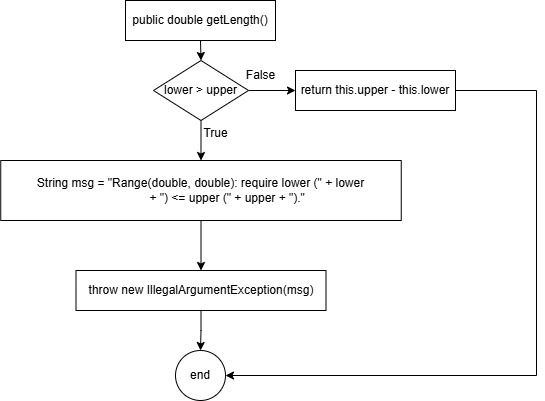 public double getLength()
False
lower > upper
return this.upper - this.lower
True
String msg = "Range(double, double): require lower (" + lower
+ ") <= upper (" + upper + ")."
throw new IllegalArgumentException(msg)
end